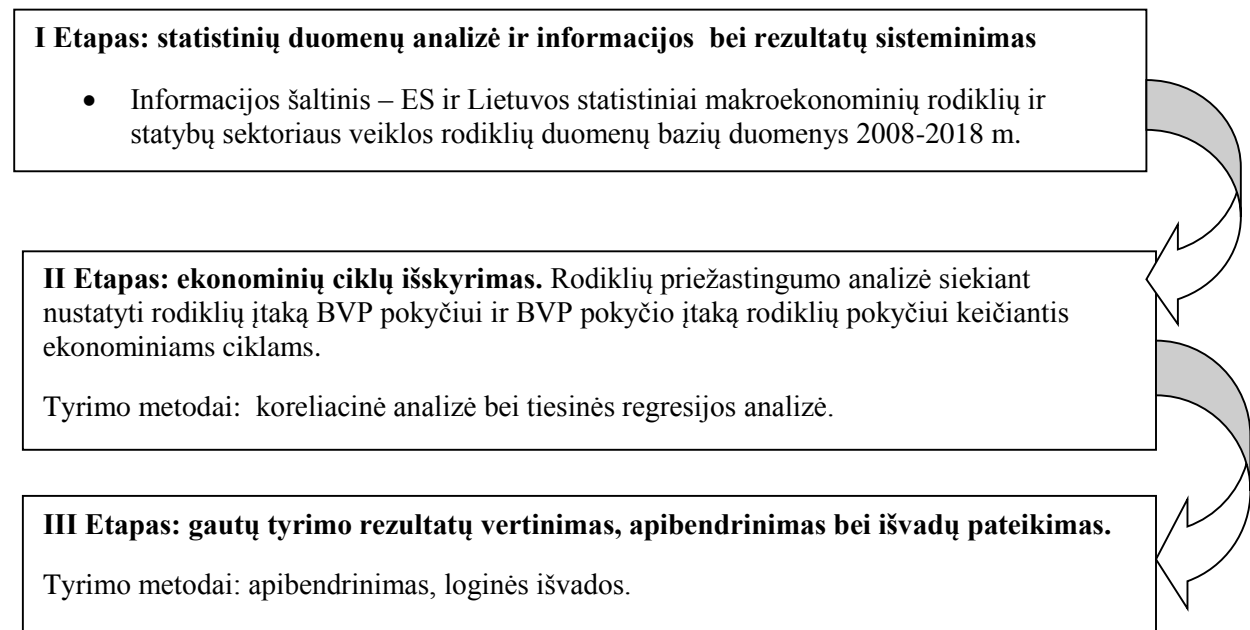 I Etapas: statistinių duomenų analizė ir informacijos bei rezultatų sisteminimas
• Informacijos šaltinis – ES ir Lietuvos statistiniai makroekonominių rodiklių ir
statybų sektoriaus veiklos rodiklių duomenų bazių duomenys 2008-2018 m.
II Etapas: ekonominių ciklų išskyrimas. Rodiklių priežastingumo analizė siekiant
nustatyti rodiklių įtaką BVP pokyčiui ir BVP pokyčio įtaką rodiklių pokyčiui keičiantis
ekonominiams ciklams.
Tyrimo metodai: koreliacinė analizė bei tiesinės regresijos analizė.
III Etapas: gautų tyrimo rezultatų vertinimas, apibendrinimas bei išvadų pateikimas.
Tyrimo metodai: apibendrinimas, loginės išvados.